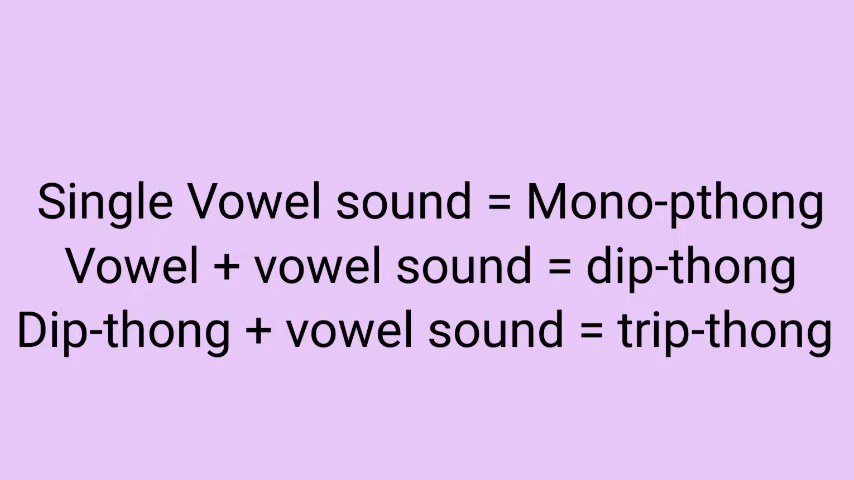 Single Vowel sound = Mono-pthong
Vowel + vowel sound = dip-thong
Dip-thong + vowel sound = trip-thong